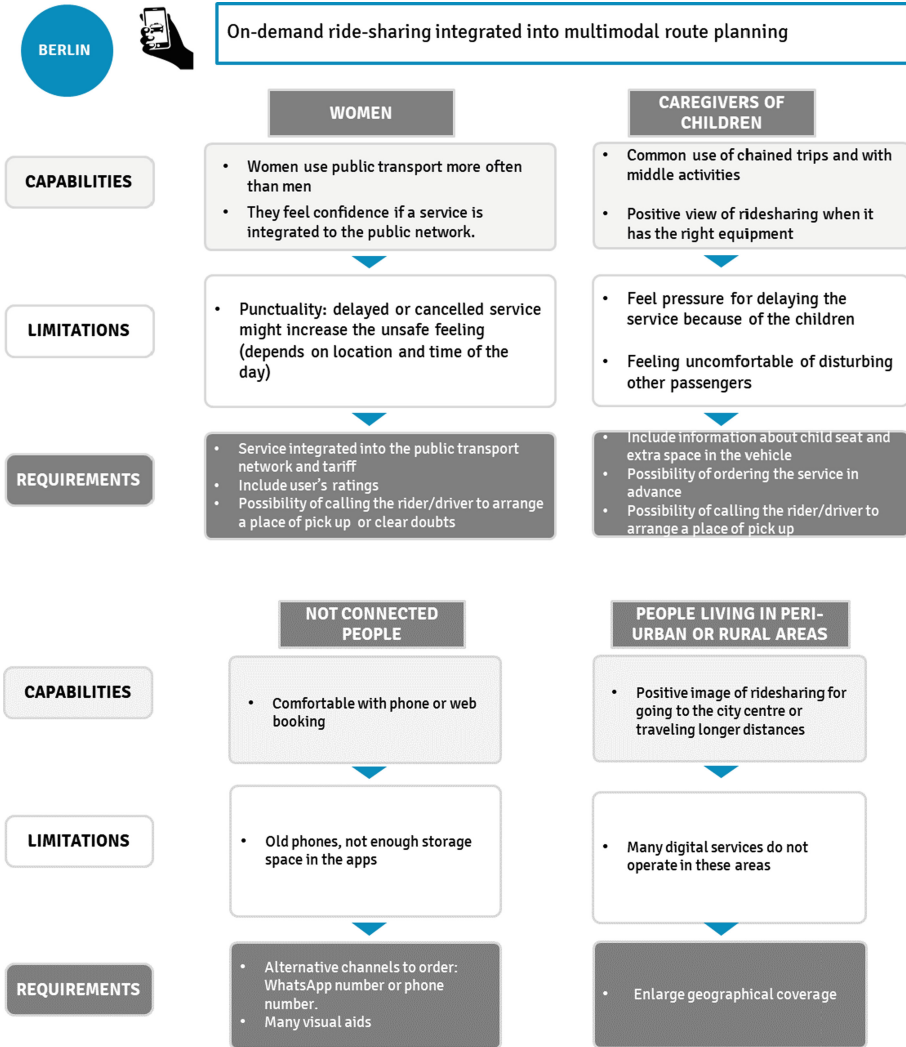 BERLIN
On-demand ride-sharing integrated into multimodal route planning
WOMEN
CAREGIVERS OF
CHILDREN
CAPABILITIES
• Women use public transport more often
than men
• They feel confidence if a service is
integrated to the public network.
• Common use of chained trips and with
middle activities
• Positive view of ridesharing when it
has the right equipment
LIMITATIONS
• Punctuality: delayed or cancelled service
might increase the unsafe feeling
(depends on location and time of the
day)
• Feel pressure for delaying the
service because of the children
• Feeling uncomfortable of disturbing
other passengers
REQUIREMENTS
• Service integrated into the public transport
network and tariff
• Include user's ratings
• Possibility of calling the rider/driver to arrange
a place of pick up or clear doubts
• Include information about child seat and
extra space in the vehicle
• Possibility of ordering the service in
advance
• Possibility of calling the rider/driver to
arrange a place of pick up
NOT CONNECTED
PEOPLE
PEOPLE LIVING IN PERI-
URBAN OR RURAL AREAS
CAPABILITIES
• Comfortable with phone or web
booking
• Positive image of ridesharing for
going to the city centre or
traveling longer distances
LIMITATIONS
• Old phones, not enough storage
space in the apps
• Many digital services do not
operate in these areas
REQUIREMENTS
• Alternative channels to order:
WhatsApp number or phone
number.
• Many visual aids
• Enlarge geographical coverage